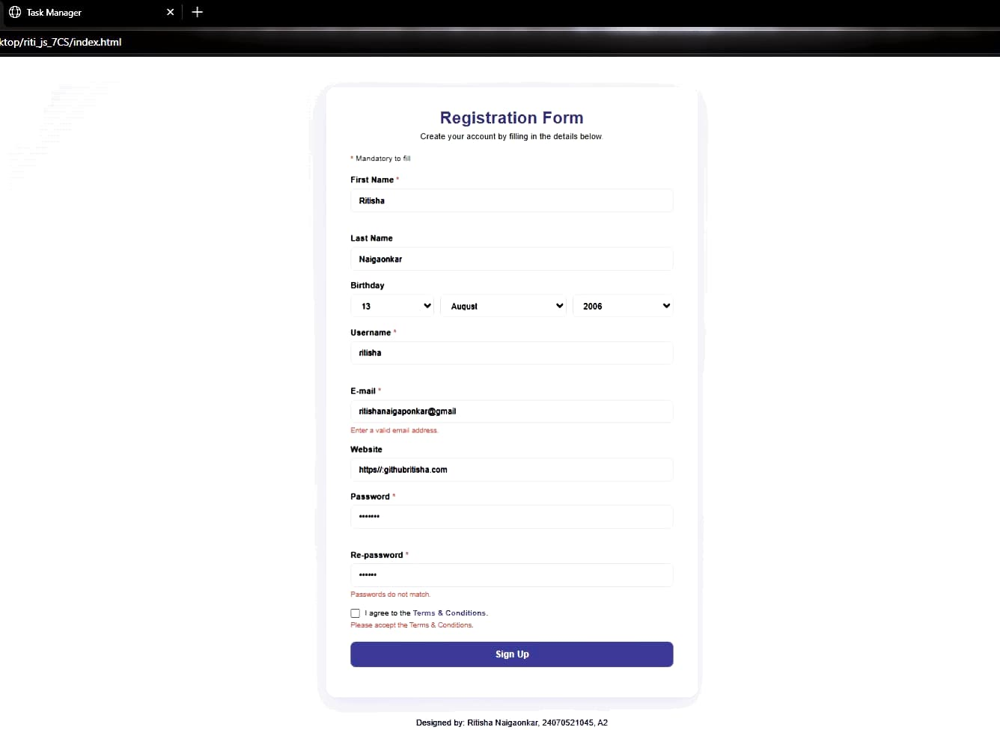 Task Manager
ktop/riti_js_7CS/index.html
Registration Form
Create your account by filling in the details below.
* Mandatory to fill
First Name *
Ritisha
Last Name
Naigaonkar
Birthday
13 August 2006
Username *
ritisha
E-mail *
ritishanaigaponkar@gmail
Enter a valid email address.
Website
https//:githubritisha.com
Password *
•••••••
Re-password *
••••••
Passwords do not match.
I agree to the Terms & Conditions.
Please accept the Terms & Conditions.
Sign Up
Designed by: Ritisha Naigaonkar, 24070521045, A2